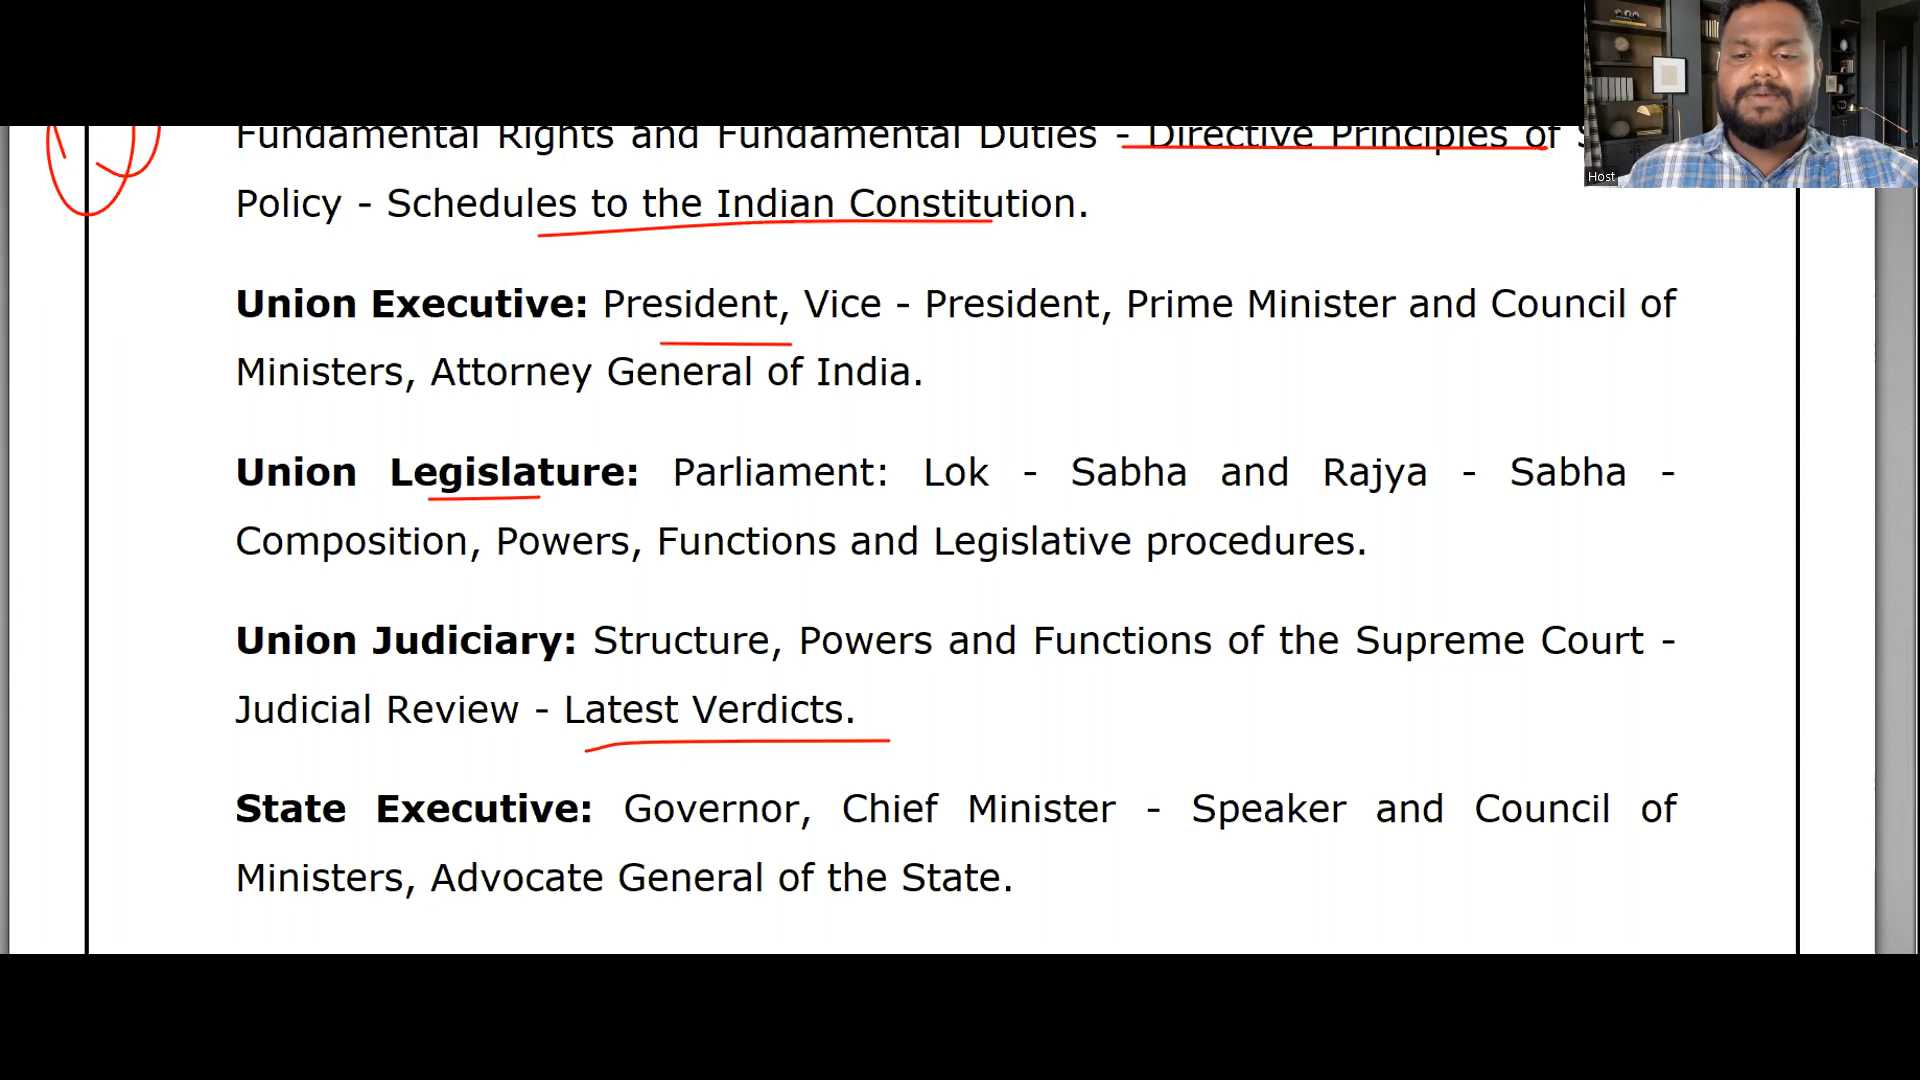 Host
Fundamental Rights and Fundamental Duties - Directive Principles of
Policy - Schedules to the Indian Constitution.
Union Executive: President, Vice - President, Prime Minister and Council of
Ministers, Attorney General of India.
Union Legislature: Parliament: Lok - Sabha and Rajya - Sabha -
Composition, Powers, Functions and Legislative procedures.
Union Judiciary: Structure, Powers and Functions of the Supreme Court -
Judicial Review - Latest Verdicts.
State Executive: Governor, Chief Minister - Speaker and Council of
Ministers, Advocate General of the State.